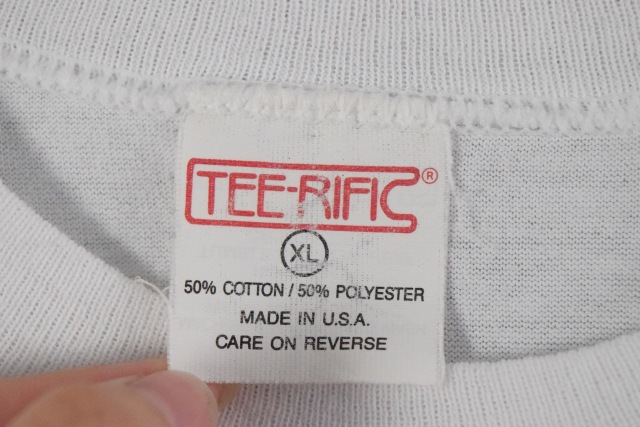 TEE-RIFIC®
XL
50% COTTON / 50% POLYESTER
MADE IN U.S.A.
CARE ON REVERSE